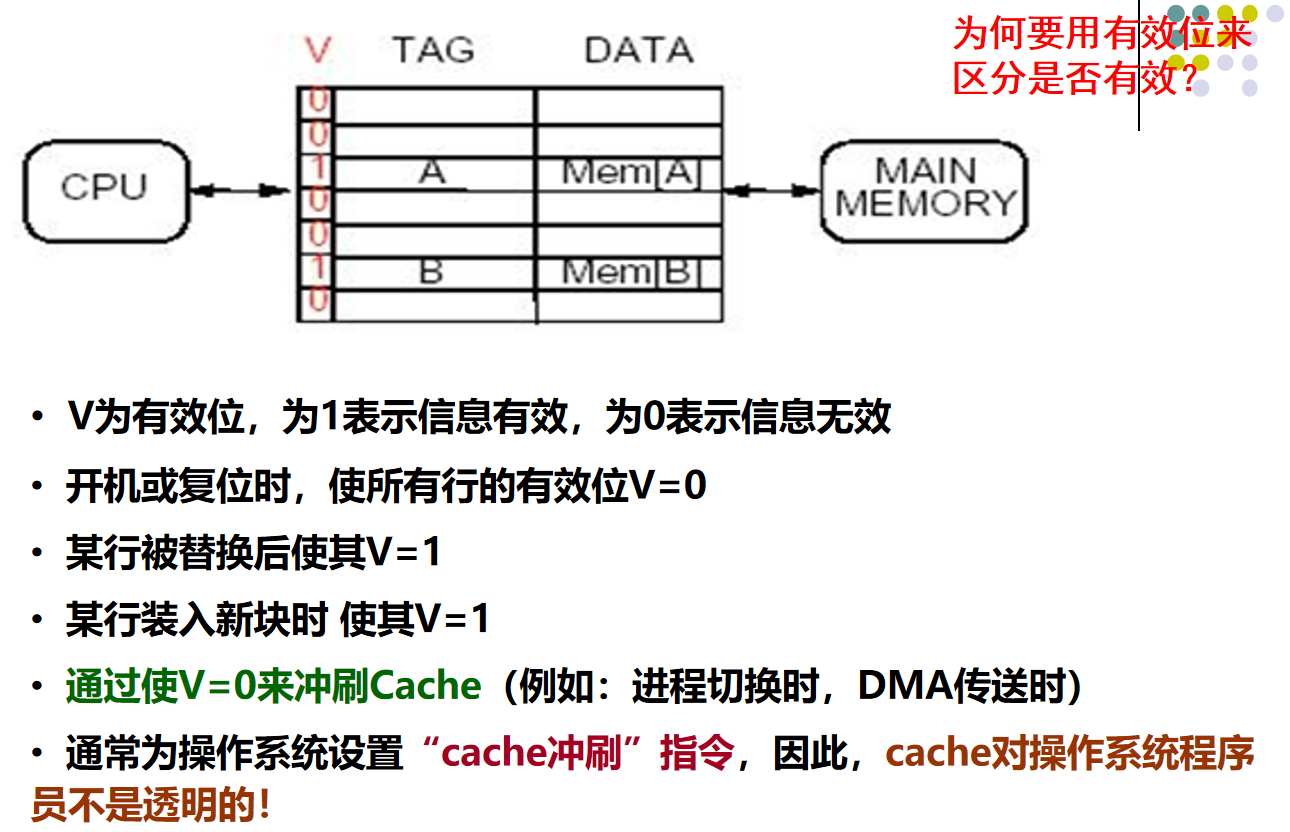 为何要用有效位来
区分是否有效?
V TAG DATA
0
0
1 A Mem[A]
0
0
1 B Mem[B]
0
CPU
MAIN
MEMORY
• V为有效位，为1表示信息有效，为0表示信息无效
• 开机或复位时，使所有行的有效位V=0
• 某行被替换后使其V=1
• 某行装入新块时 使其V=1
• 通过使V=0来冲刷Cache（例如：进程切换时，DMA传送时）
• 通常为操作系统设置“cache冲刷”指令，因此，cache对操作系统程序
员不是透明的！